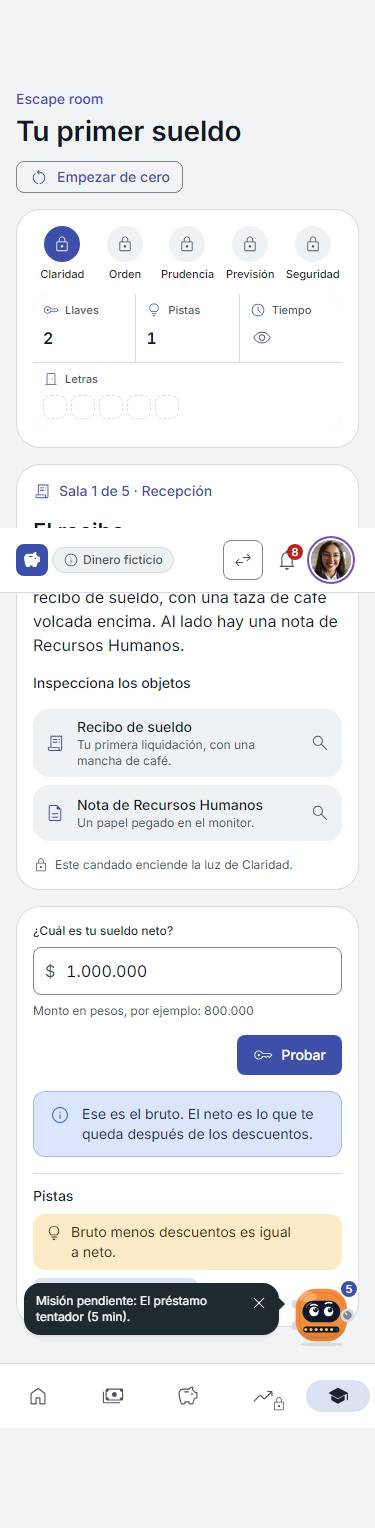 Escape room
Tu primer sueldo
Empezar de cero
Claridad
Orden
Prudencia
Previsión
Seguridad
Llaves
2
Pistas
1
Tiempo
Letras
Sala 1 de 5 · Recepción
Dinero ficticio
8
recibo de sueldo, con una taza de café
volcada encima. Al lado hay una nota de
Recursos Humanos.
Inspecciona los objetos
Recibo de sueldo
Tu primera liquidación, con una
mancha de café.
Nota de Recursos Humanos
Un papel pegado en el monitor.
Este candado enciende la luz de Claridad.
¿Cuál es tu sueldo neto?
$ 1.000.000
Monto en pesos, por ejemplo: 800.000
Probar
Ese es el bruto. El neto es lo que te
queda después de los descuentos.
Pistas
Bruto menos descuentos es igual
a neto.
Misión pendiente: El préstamo
tentador (5 min).
5